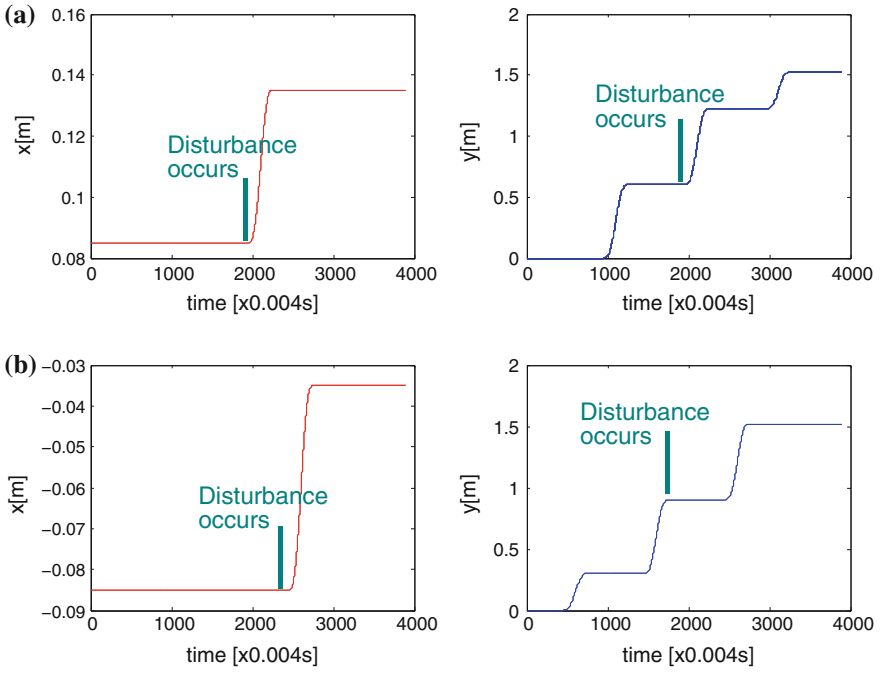 (a)
0.16
0.14
0.12
0.1
0.08
x[m]
Disturbance
occurs
0 1000 2000 3000 4000
time [x0.004s]
2
1.5
1
0.5
0
y[m]
Disturbance
occurs
0 1000 2000 3000 4000
time [x0.004s]
(b)
−0.03
−0.04
−0.05
−0.06
−0.07
−0.08
−0.09
x[m]
Disturbance
occurs
0 1000 2000 3000 4000
time [x0.004s]
2
1.5
1
0.5
0
y[m]
Disturbance
occurs
0 1000 2000 3000 4000
time [x0.004s]